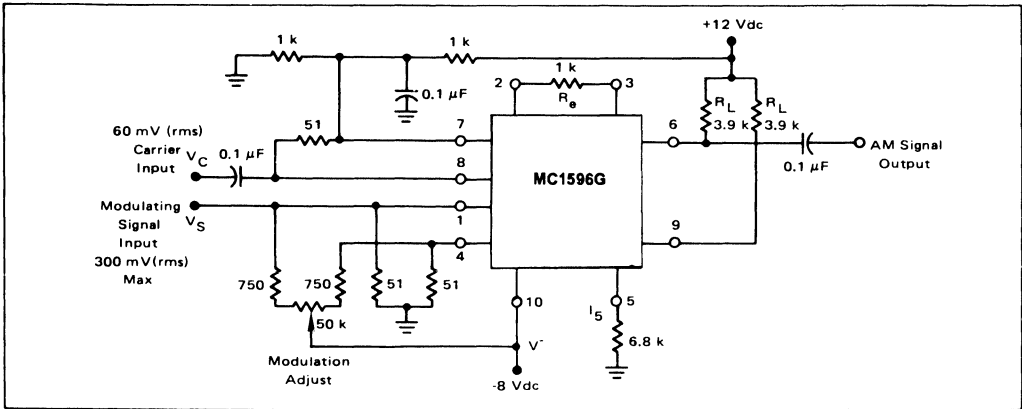 +12 Vdc
1 k
1 k
1 k
2
3
R_e
0.1 µF
R_L
3.9 k
R_L
3.9 k
60 mV (rms)
Carrier
Input
V_C
0.1 µF
51
7
8
6
MC1596G
0.1 µF
AM Signal
Output
Modulating
Signal
Input
300 mV(rms)
Max
V_S
1
4
9
750
750
51
51
10
I_5
5
50 k
6.8 k
Modulation
Adjust
V-
-8 Vdc